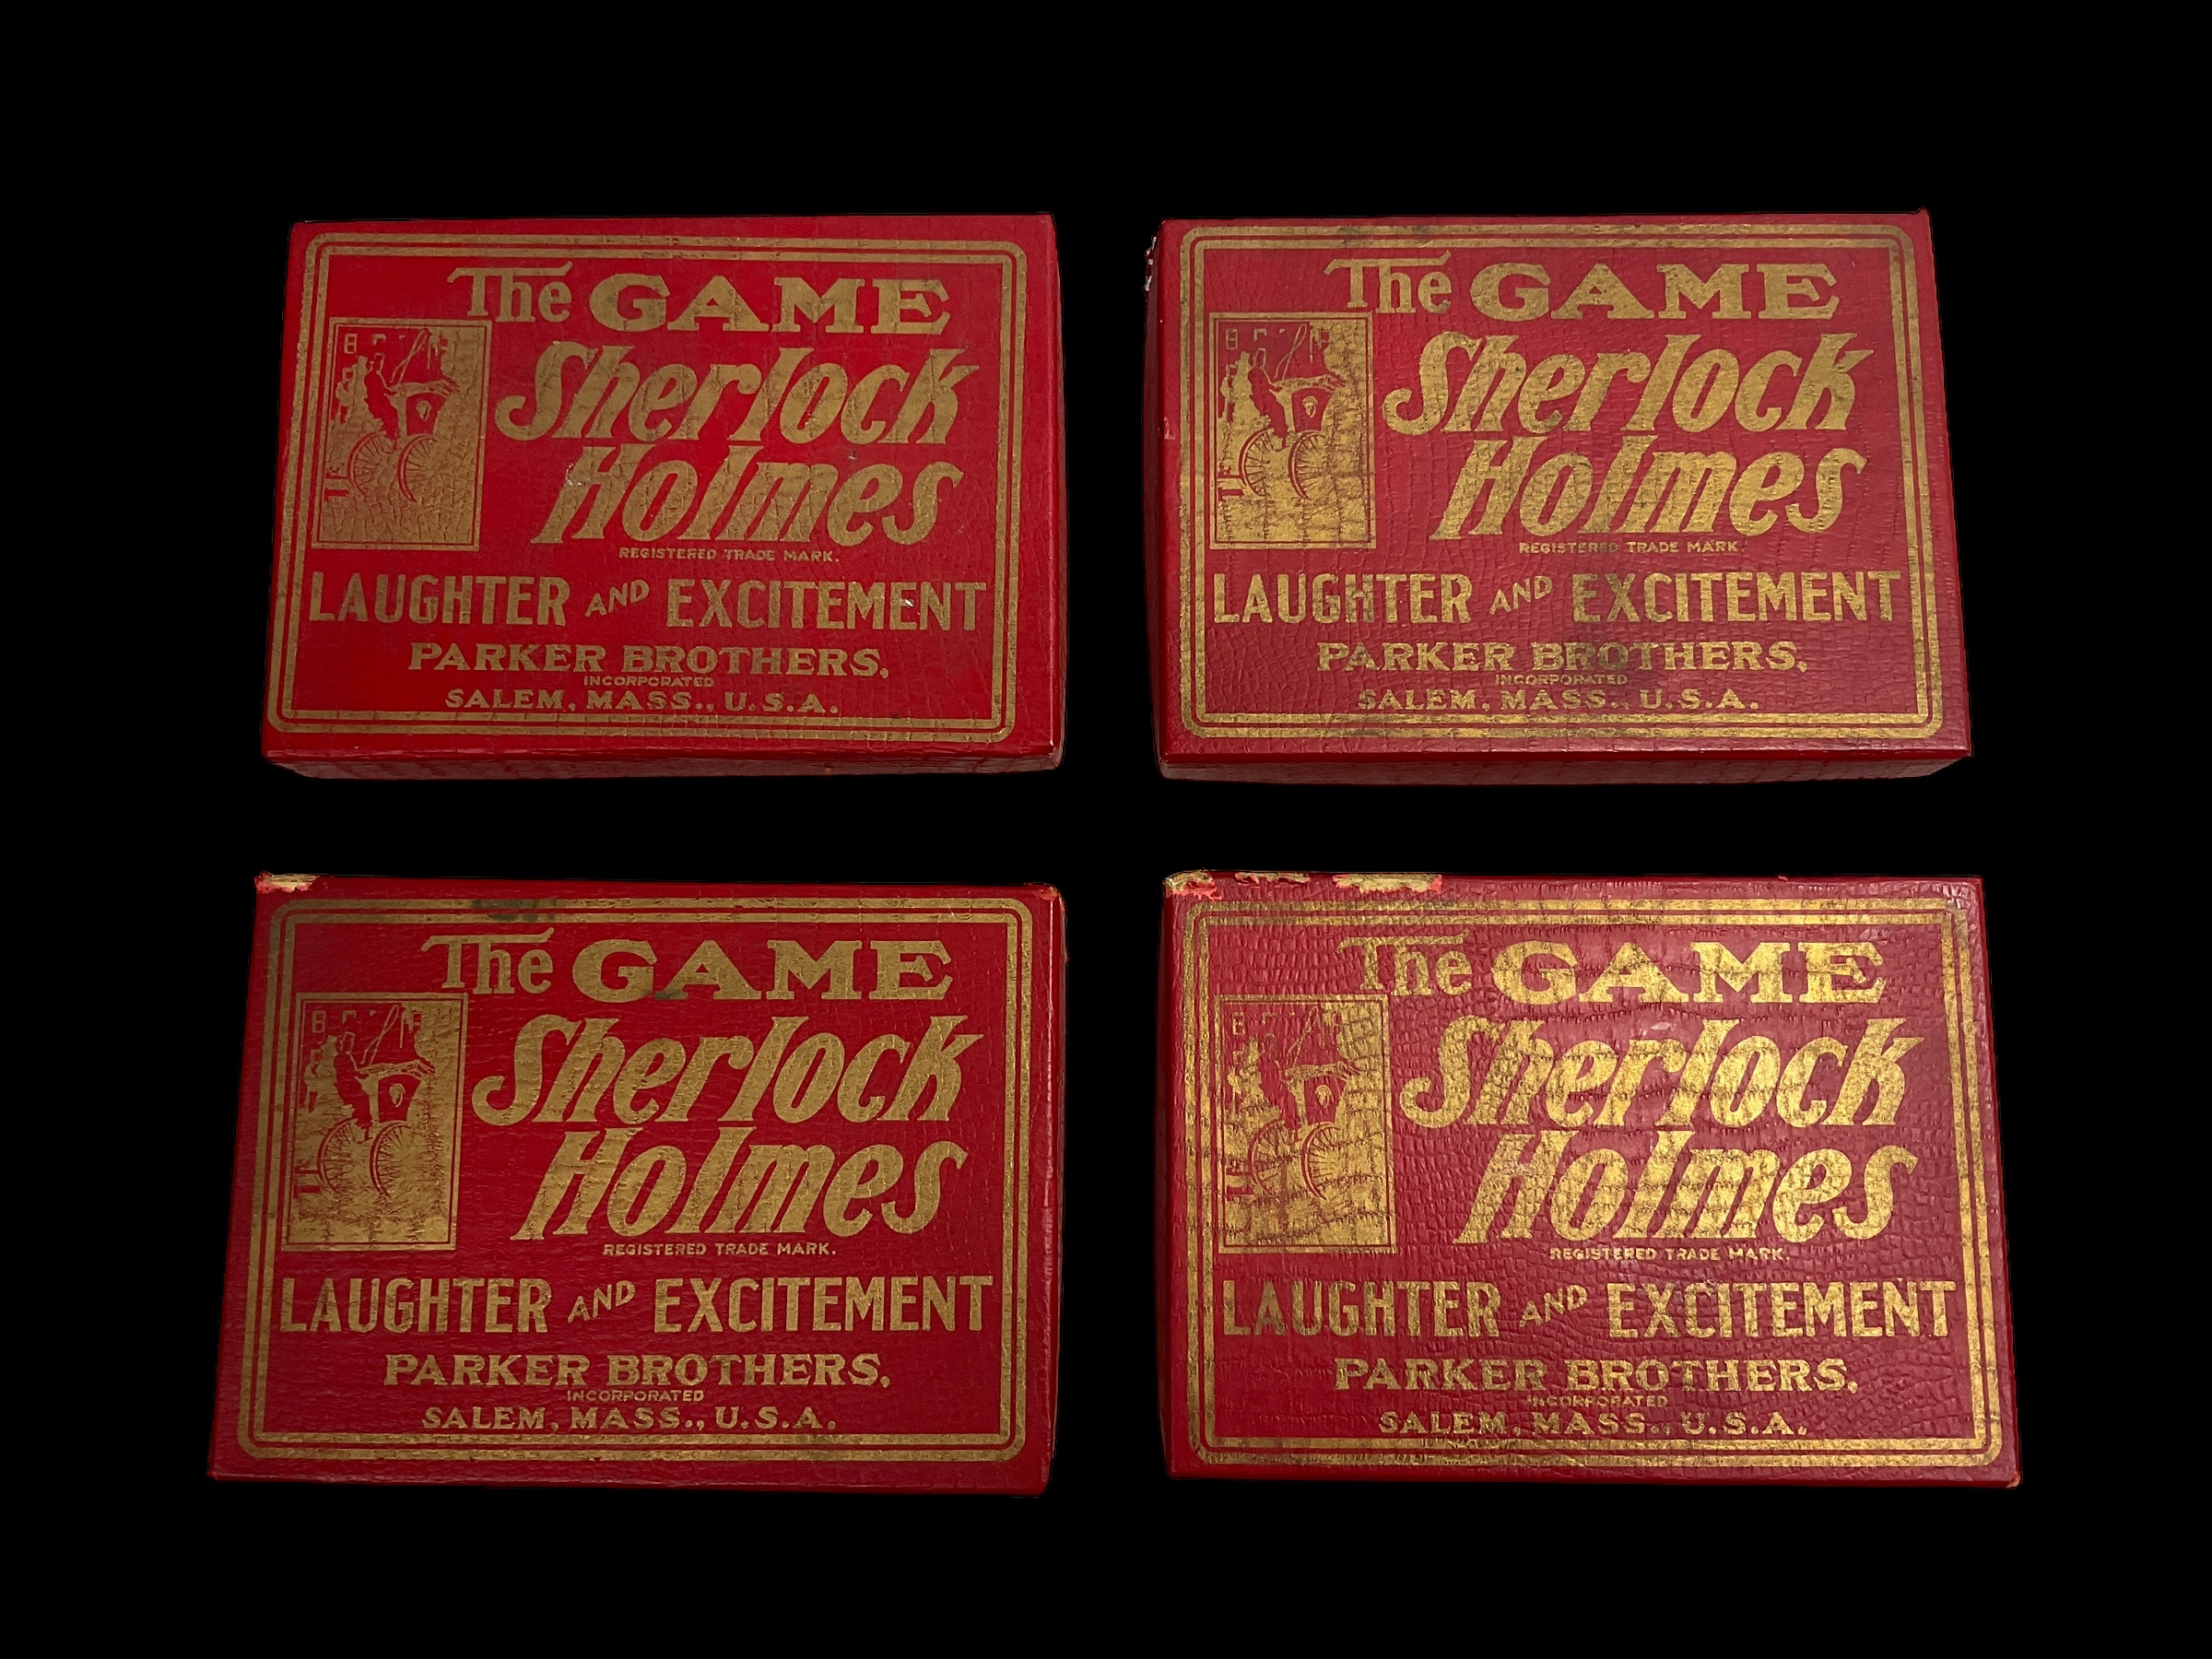 The GAME
Sherlock
Holmes
REGISTERED TRADE MARK.
LAUGHTER AND EXCITEMENT
PARKER BROTHERS,
INCORPORATED
SALEM, MASS., U.S.A.
The GAME
Sherlock
Holmes
REGISTERED TRADE MARK.
LAUGHTER AND EXCITEMENT
PARKER BROTHERS,
INCORPORATED
SALEM, MASS., U.S.A.
The GAME
Sherlock
Holmes
REGISTERED TRADE MARK.
LAUGHTER AND EXCITEMENT
PARKER BROTHERS,
INCORPORATED
SALEM, MASS., U.S.A.
The GAME
Sherlock
Holmes
REGISTERED TRADE MARK.
LAUGHTER AND EXCITEMENT
PARKER BROTHERS,
INCORPORATED
SALEM, MASS., U.S.A.